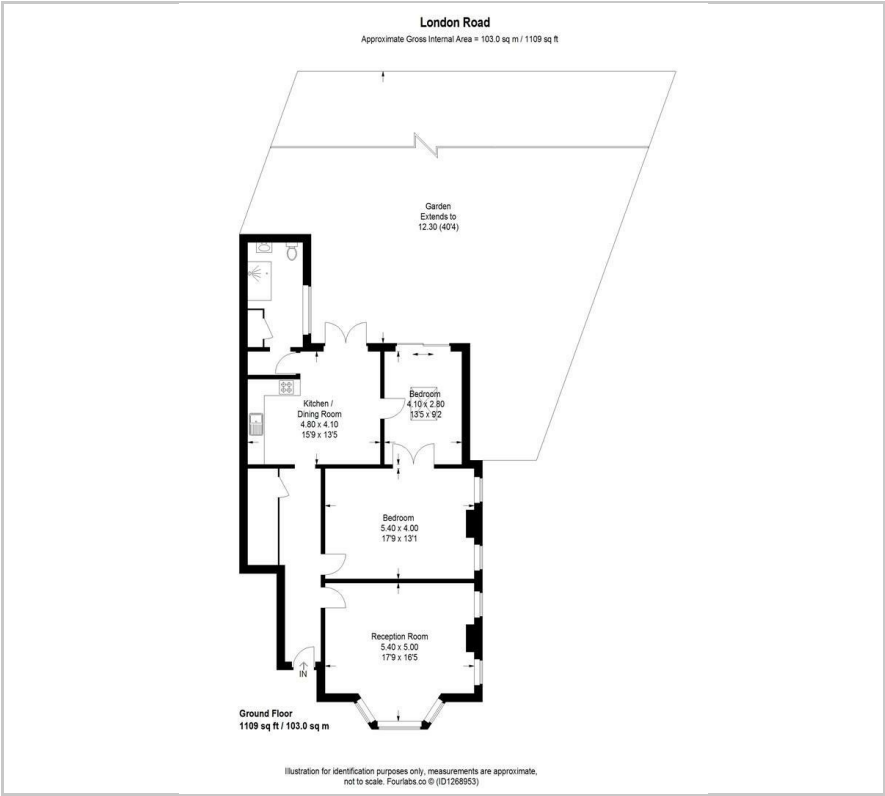 London Road
Approximate Gross Internal Area = 103.0 sq m / 1109 sq ft
Garden
Extends to
12.30 (40'4)
Kitchen /
Dining Room
4.80 x 4.10
15'9 x 13'5
Bedroom
4.10 x 2.80
13'5 x 9'2
Bedroom
5.40 x 4.00
17'9 x 13'1
Reception Room
5.40 x 5.00
17'9 x 16'5
IN
Ground Floor
1109 sq ft / 103.0 sq m
Illustration for identification purposes only, measurements are approximate,
not to scale. Fourlabs.co © (ID1268953)